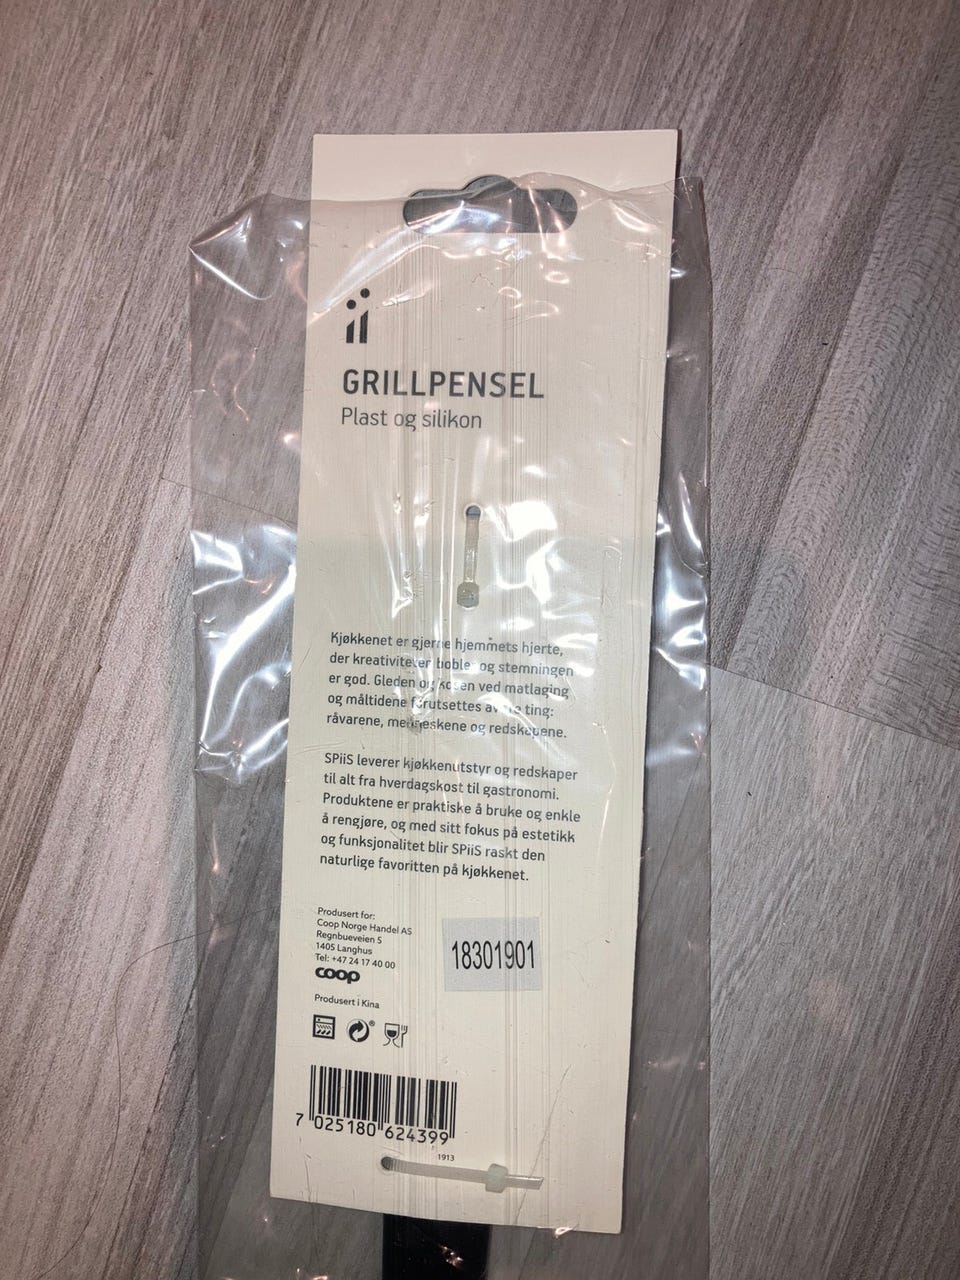 GRILLPENSEL
Plast og silikon
Kjøkkenet er gjerne hjemmets hjerte,
der kreativiteten bobler og stemningen
er god. Gleden og kosen ved matlaging
og måltidene forutsettes av tre ting:
råvarene, menneskene og redskapene.
SPiiS leverer kjøkkenutstyr og redskaper
til alt fra hverdagskost til gastronomi.
Produktene er praktiske å bruke og enkle
å rengjøre, og med sitt fokus på estetikk
og funksjonalitet blir SPiiS raskt den
naturlige favoritten på kjøkkenet.
Produsert for:
Coop Norge Handel AS
Regnbueveien 5
1405 Langhus
Tel: +47 24 17 40 00
coop
18301901
Produsert i Kina
7 025180 624399
1913